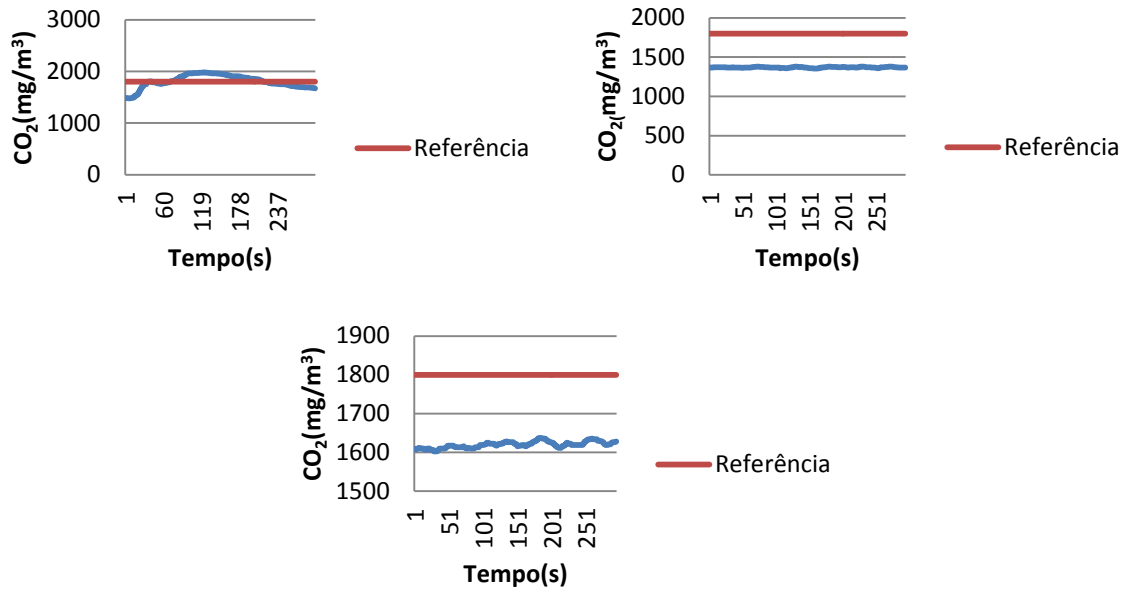 CO₂(mg/m³)
3000
2000
1000
0
1 60 119 178 237
Tempo(s)
Referência
CO₂(mg/m³)
2000
1500
1000
500
0
1 51 101 151 201 251
Tempo(s)
Referência
CO₂(mg/m³)
1900
1800
1700
1600
1500
1 51 101 151 201 251
Tempo(s)
Referência